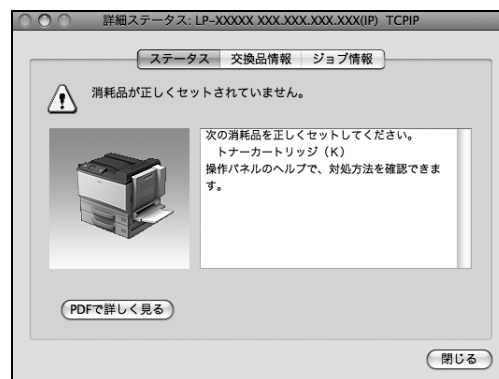 詳細ステータス: LP-XXXXX XXX.XXX.XXX.XXX(IP) TCPIP
ステータス 交換品情報 ジョブ情報
消耗品が正しくセットされていません。
次の消耗品を正しくセットしてください。
トナーカートリッジ（K）
操作パネルのヘルプで、対処方法を確認できま
す。
PDFで詳しく見る
閉じる